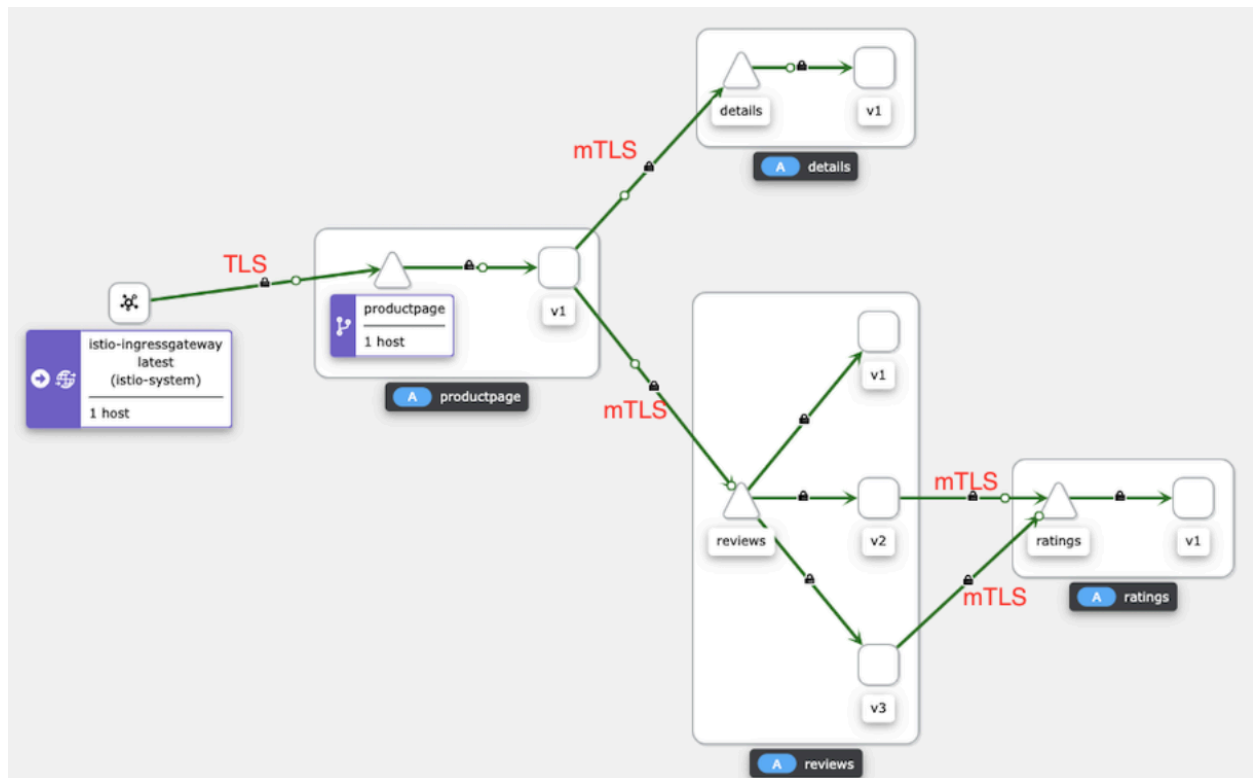 details
v1
A details
mTLS
TLS
productpage
1 host
v1
A productpage
istio-ingressgateway
latest
(istio-system)
1 host
mTLS
v1
reviews
v2
v3
A reviews
mTLS
mTLS
ratings
v1
A ratings